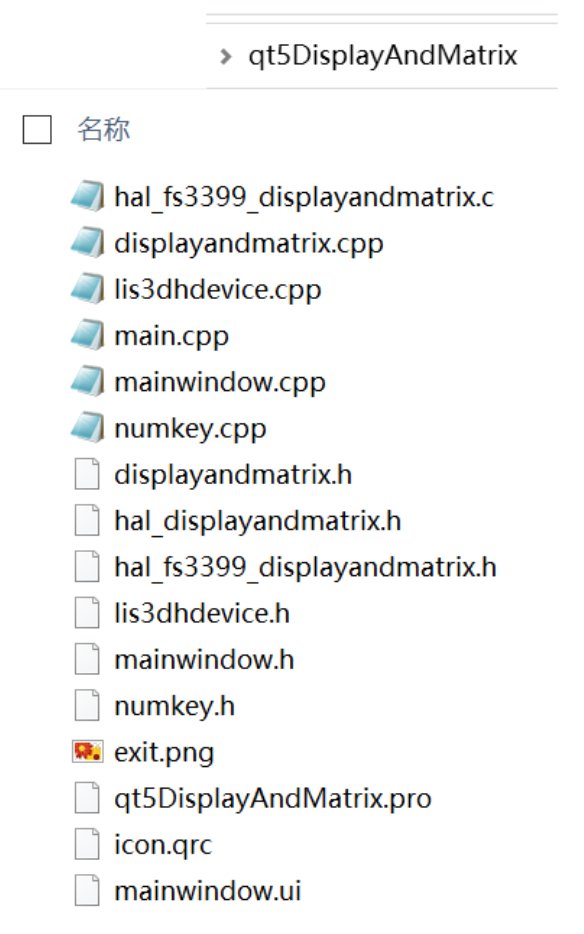 qt5DisplayAndMatrix
名称
hal_fs3399_displayandmatrix.c
displayandmatrix.cpp
lis3dhdevice.cpp
main.cpp
mainwindow.cpp
numkey.cpp
displayandmatrix.h
hal_displayandmatrix.h
hal_fs3399_displayandmatrix.h
lis3dhdevice.h
mainwindow.h
numkey.h
exit.png
qt5DisplayAndMatrix.pro
icon.qrc
mainwindow.ui